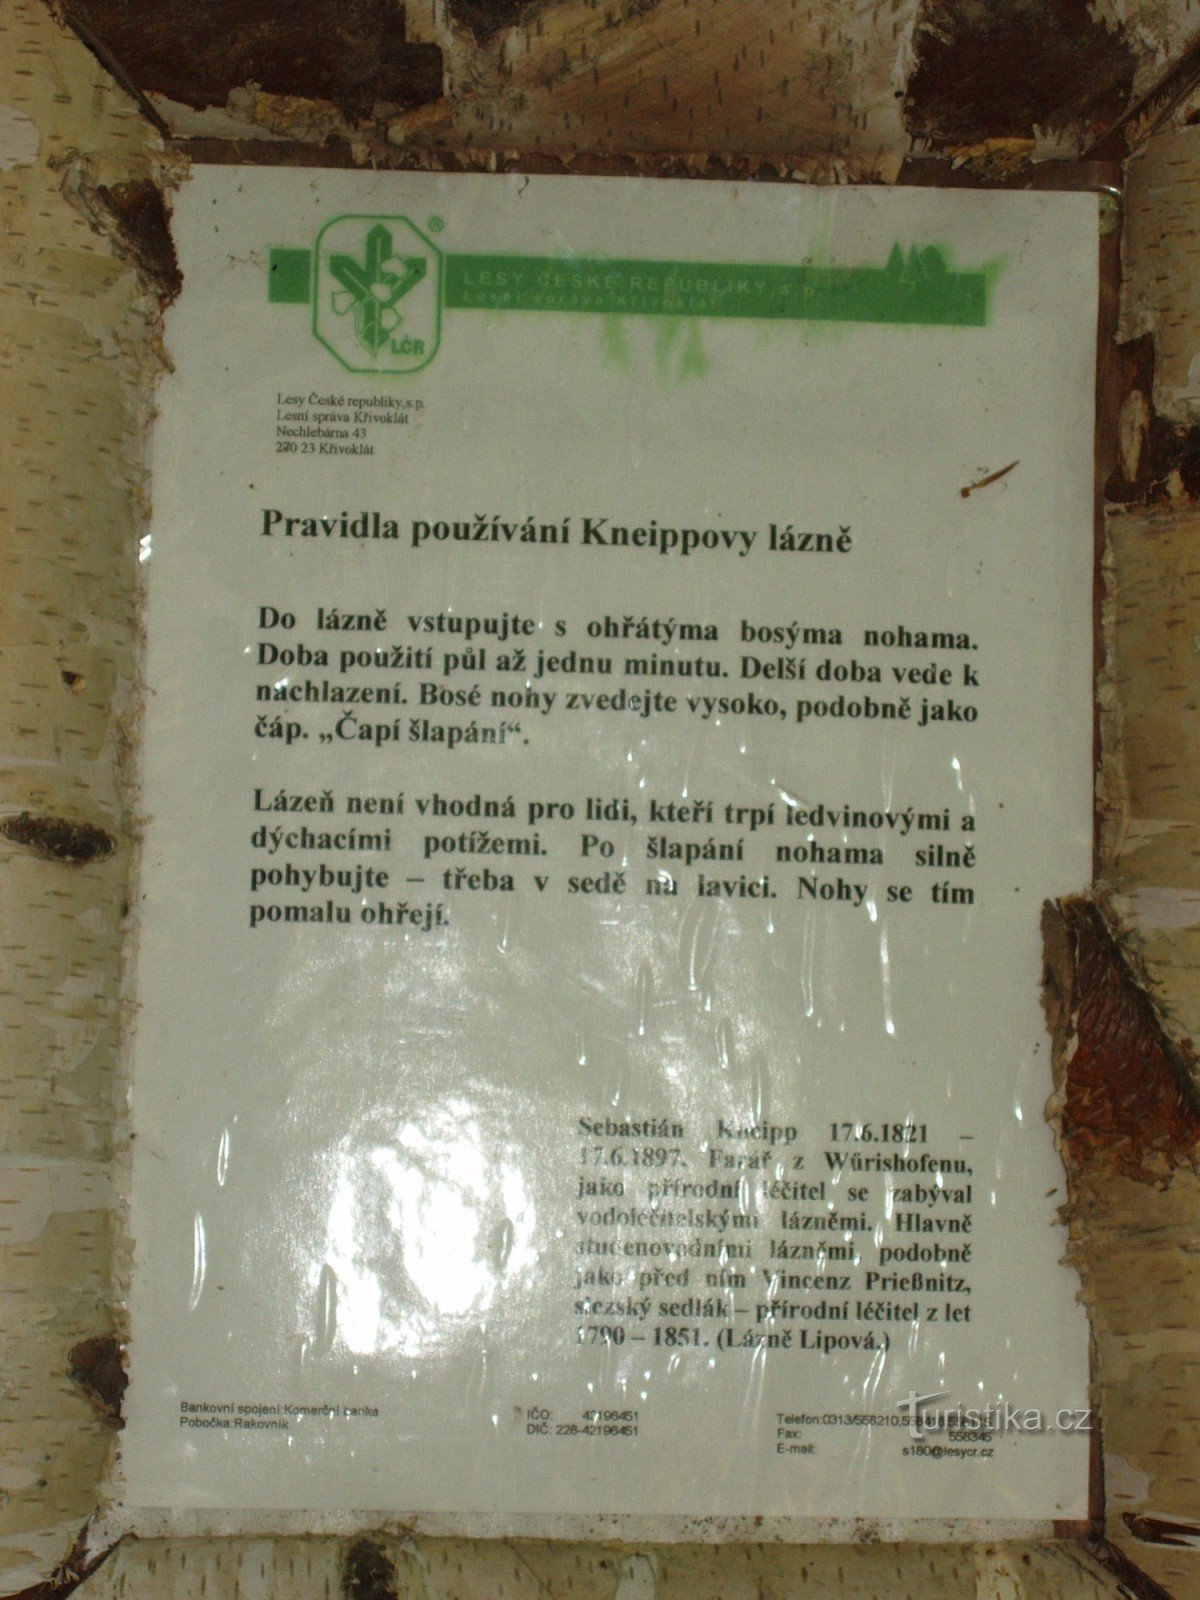 ®
LESY ČESKÉ REPUBLIKY, s.p.
Lesní správa Křivoklát
LČR
Lesy České republiky,s.p.
Lesní správa Křivoklát
Nechlebárna 43
270 23 Křivoklát
Pravidla používání Kneippovy lázně
Do lázně vstupujte s ohřátýma bosýma nohama.
Doba použití půl až jednu minutu. Delší doba vede k
nachlazení. Bosé nohy zvedejte vysoko, podobně jako
čáp. „Čapí šlapání“.
Lázeň není vhodná pro lidi, kteří trpí ledvinovými a
dýchacími potížemi. Po šlapání nohama silně
pohybujte – třeba v sedě na lavici. Nohy se tím
pomalu ohřejí.
Sebastián Kneipp 17.6.1821 –
17.6.1897. Farář z Wűrishofenu,
jako přírodní léčitel se zabýval
vodoléčitelskými lázněmi. Hlavně
studenovodními lázněmi, podobně
jako před ním Vincenz Prießnitz,
slezský sedlák – přírodní léčitel z let
1790 – 1851. (Lázně Lipová.)
Bankovní spojení:Komerční banka
Pobočka:Rakovník
IČO: 42196451
DIČ: 228-42196451
Telefon:0313/558210,
Fax: 558345
E-mail: s180@lesycr.cz
Turistika.cz